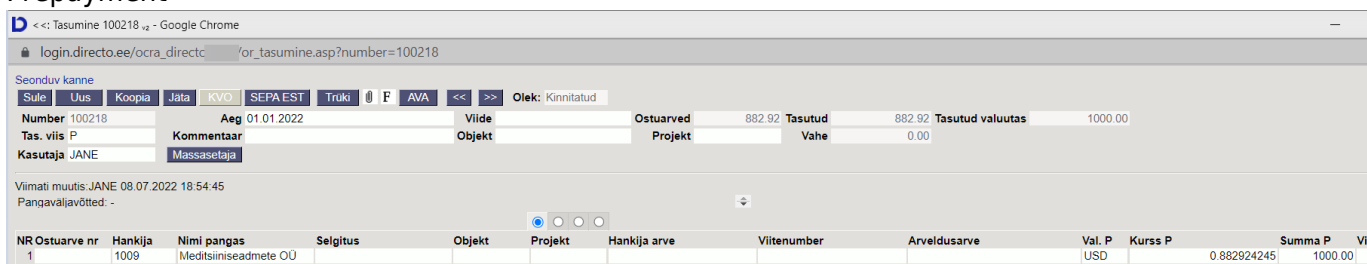 Prepayment
<<: Tasumine 100218 v2 - Google Chrome
login.directo.ee/ocra_directo /or_tasumine.asp?number=100218
Seonduv kanne
Sule Uus Koopia Jäta KVO SEPA EST Trüki F AVA << >> Olek: Kinnitatud
Number 100218 Aeg 01.01.2022 Viide Ostuarved 882.92 Tasutud 882.92 Tasutud valuutas 1000.00
Tas. viis P Kommentaar Objekt Projekt Vahe 0.00
Kasutaja JANE Massasetaja
Viimati muutis:JANE 08.07.2022 18:54:45
Pangaväljavõtted: -
NR Ostuarve nr Hankija Nimi pangas Selgitus Objekt Projekt Hankija arve Viitenumber Arveldusarve Val. P Kurss P Summa P Vi
1 1009 Meditsiiniseadmete OÜ USD 0.882924245 1000.00